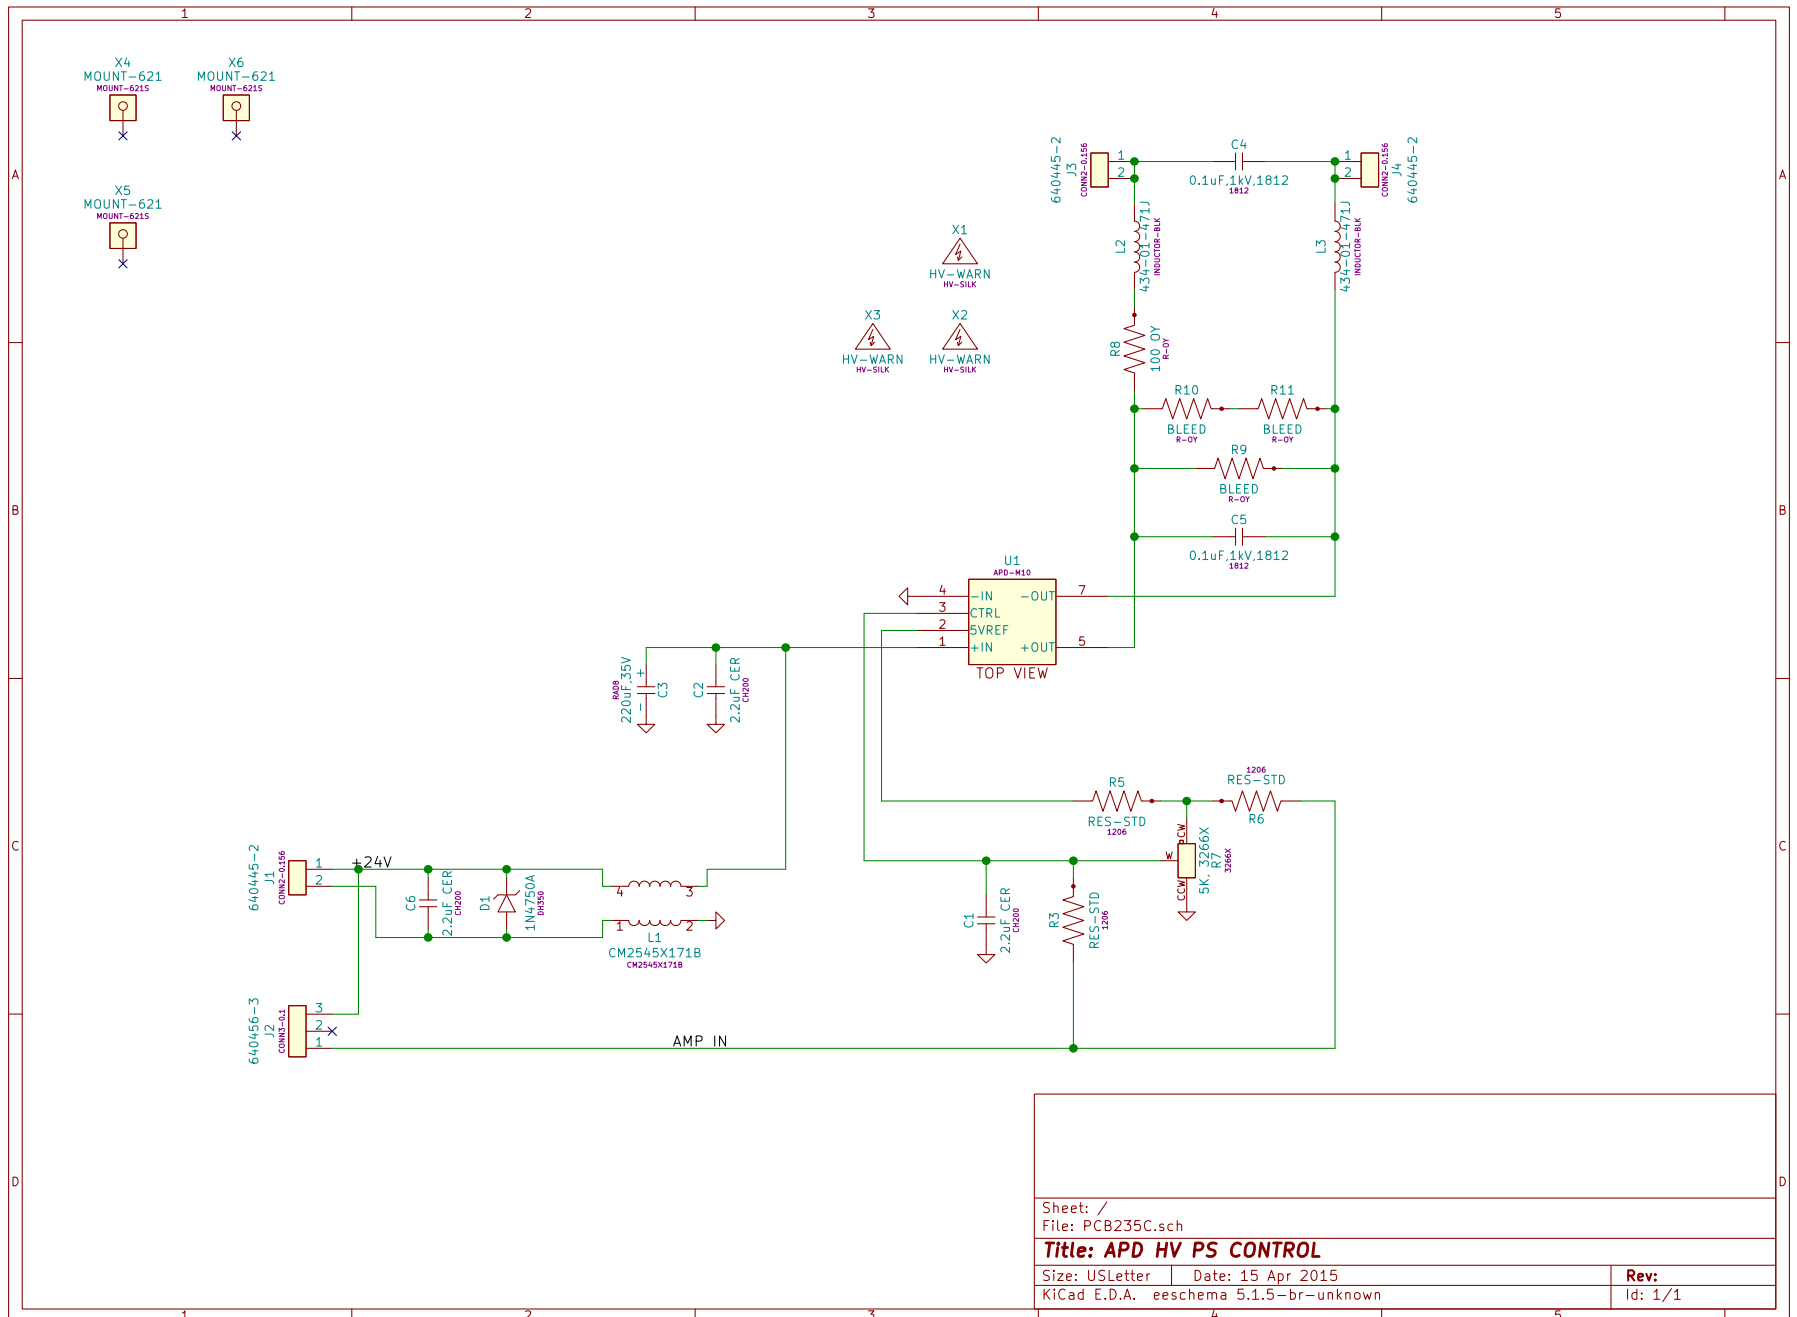 1 2 3 4 5
X4
MOUNT-621
MOUNT-621S
X6
MOUNT-621
MOUNT-621S
A
A
X5
MOUNT-621
MOUNT-621S
640445-2
J3
CONN2-0.156
1
2
C4
0.1uF,1kV,1812
1812
1
2
CONN2-0.156
J4
640445-2
X1
HV-WARN
HV-SILK
L2
434-01-471J
INDUCTOR-BLK
L3
434-01-471J
INDUCTOR-BLK
X3
HV-WARN
HV-SILK
X2
HV-WARN
HV-SILK
R8
100 OY
R-OY
R10
BLEED
R-OY
R11
BLEED
R-OY
R9
BLEED
R-OY
B
B
C5
0.1uF,1kV,1812
1812
U1
APD-M10
4 -IN -OUT 7
3 CTRL
2 5VREF
1 +IN +OUT 5
TOP VIEW
RAD8
220uF,35V
+
-
C3
C2
2.2uF CER
CH200
R5
RES-STD
1206
1206
RES-STD
R6
C
C
CW
W
CCW
5K, 3266X
R7
3266X
640445-2
J1
CONN2-0.156
1
2
+24V
C6
2.2uF CER
CH200
D1
1N4750A
DH350
4 3
1 2
L1
CM2545X171B
CM2545X171B
C1
2.2uF CER
CH200
R3
RES-STD
1206
640456-3
J2
CONN3-0.1
3
2
1
AMP IN
D
D
Sheet: /
File: PCB235C.sch
Title: APD HV PS CONTROL
Size: USLetter Date: 15 Apr 2015 Rev:
KiCad E.D.A. eeschema 5.1.5-br-unknown Id: 1/1
1 2 3 4 5